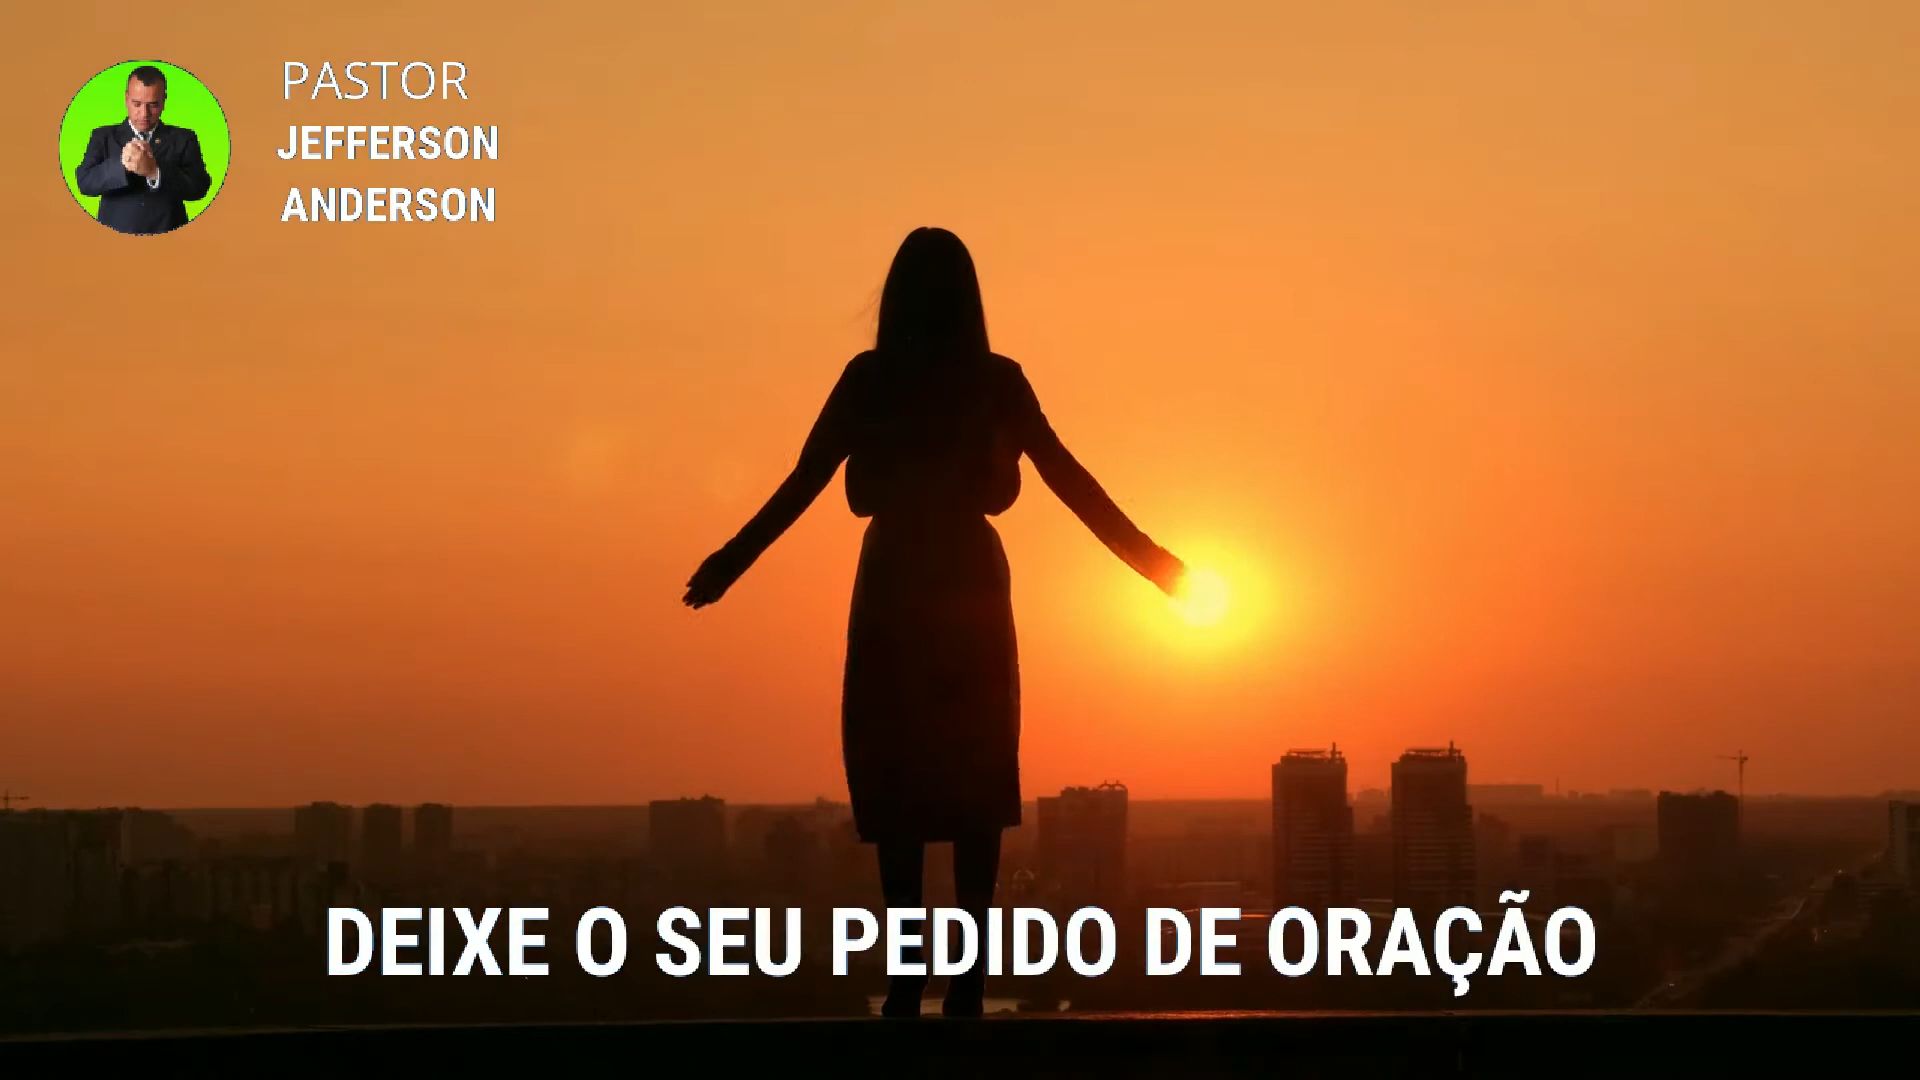 PASTOR
JEFFERSON
ANDERSON
DEIXE O SEU PEDIDO DE ORAÇÃO